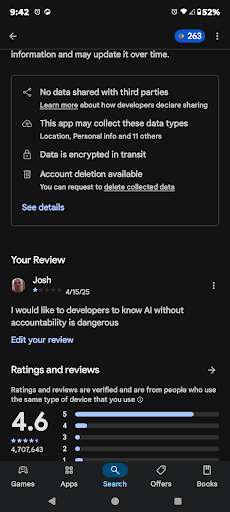 9:42
52%
263
information and may update it over time.
No data shared with third parties
Learn more about how developers declare sharing
This app may collect these data types
Location, Personal info and 11 others
Data is encrypted in transit
Account deletion available
You can request to delete collected data
See details
Your Review
Josh
4/15/25
I would like to developers to know AI without
accountability is dangerous
Edit your review
Ratings and reviews
Ratings and reviews are verified and are from people who use
the same type of device that you use
4.6
5
4
3
2
1
4,707,643
Games
Apps
Search
Offers
Books